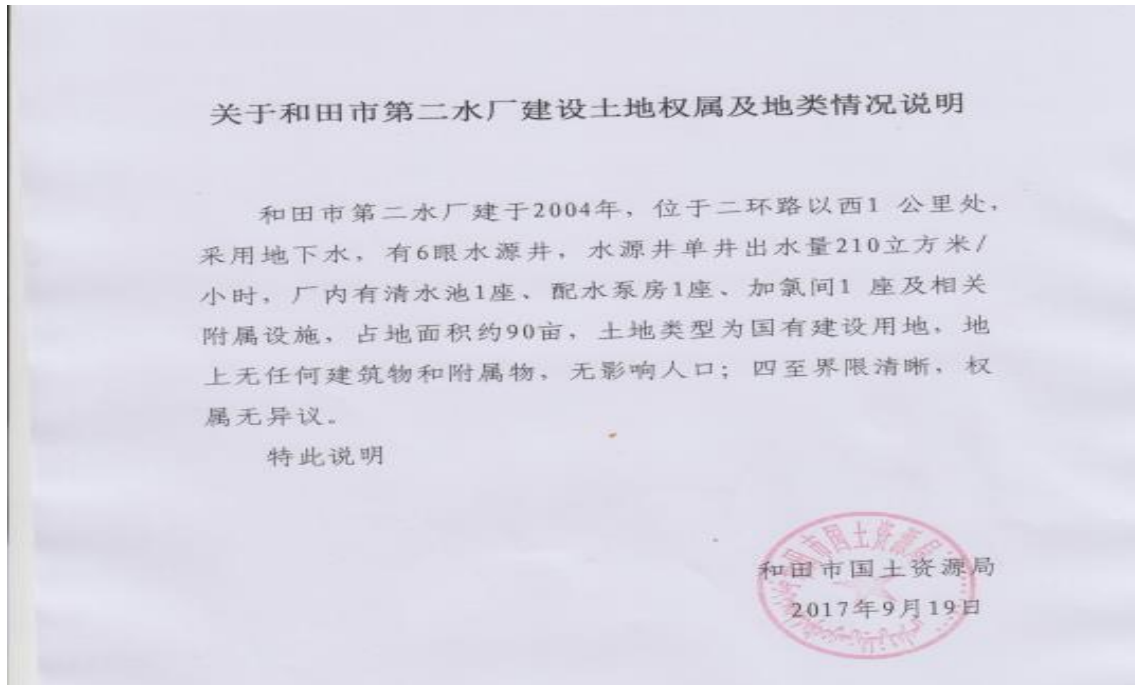 关于和田市第二水厂建设土地权属及地类情况说明
和田市第二水厂建于2004年，位于二环路以西1 公里处，
采用地下水，有6眼水源井，水源井单井出水量210立方米/
小时，厂内有清水池1座、配水泵房1座、加氯间1 座及相关
附属设施，占地面积约90亩，土地类型为国有建设用地，地
上无任何建筑物和附属物，无影响人口；四至界限清晰，权
属无异议。
特此说明
和田市国土资源局
和田市国土资源局
2017年9月19日